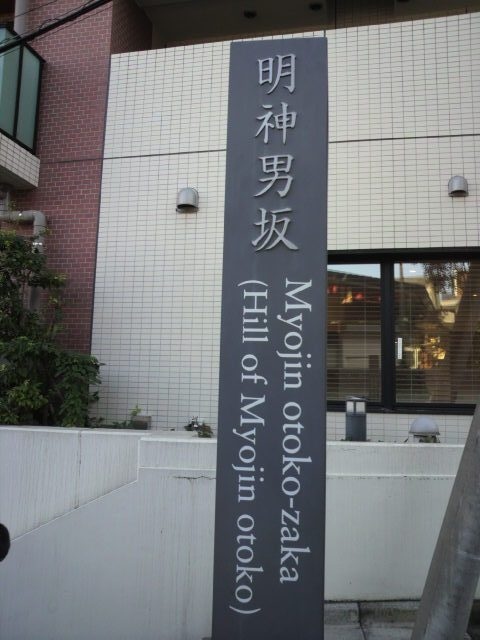 明神男坂
Myojin otoko-zaka
(Hill of Myojin otoko)